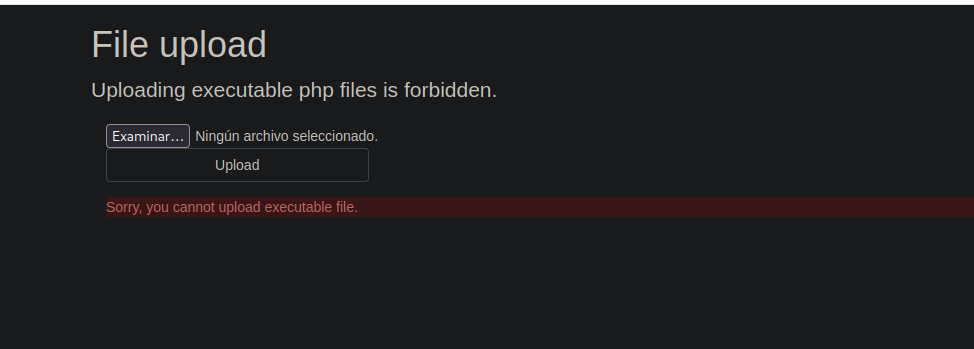 File upload
Uploading executable php files is forbidden.
Examinar... Ningún archivo seleccionado.
Upload
Sorry, you cannot upload executable file.